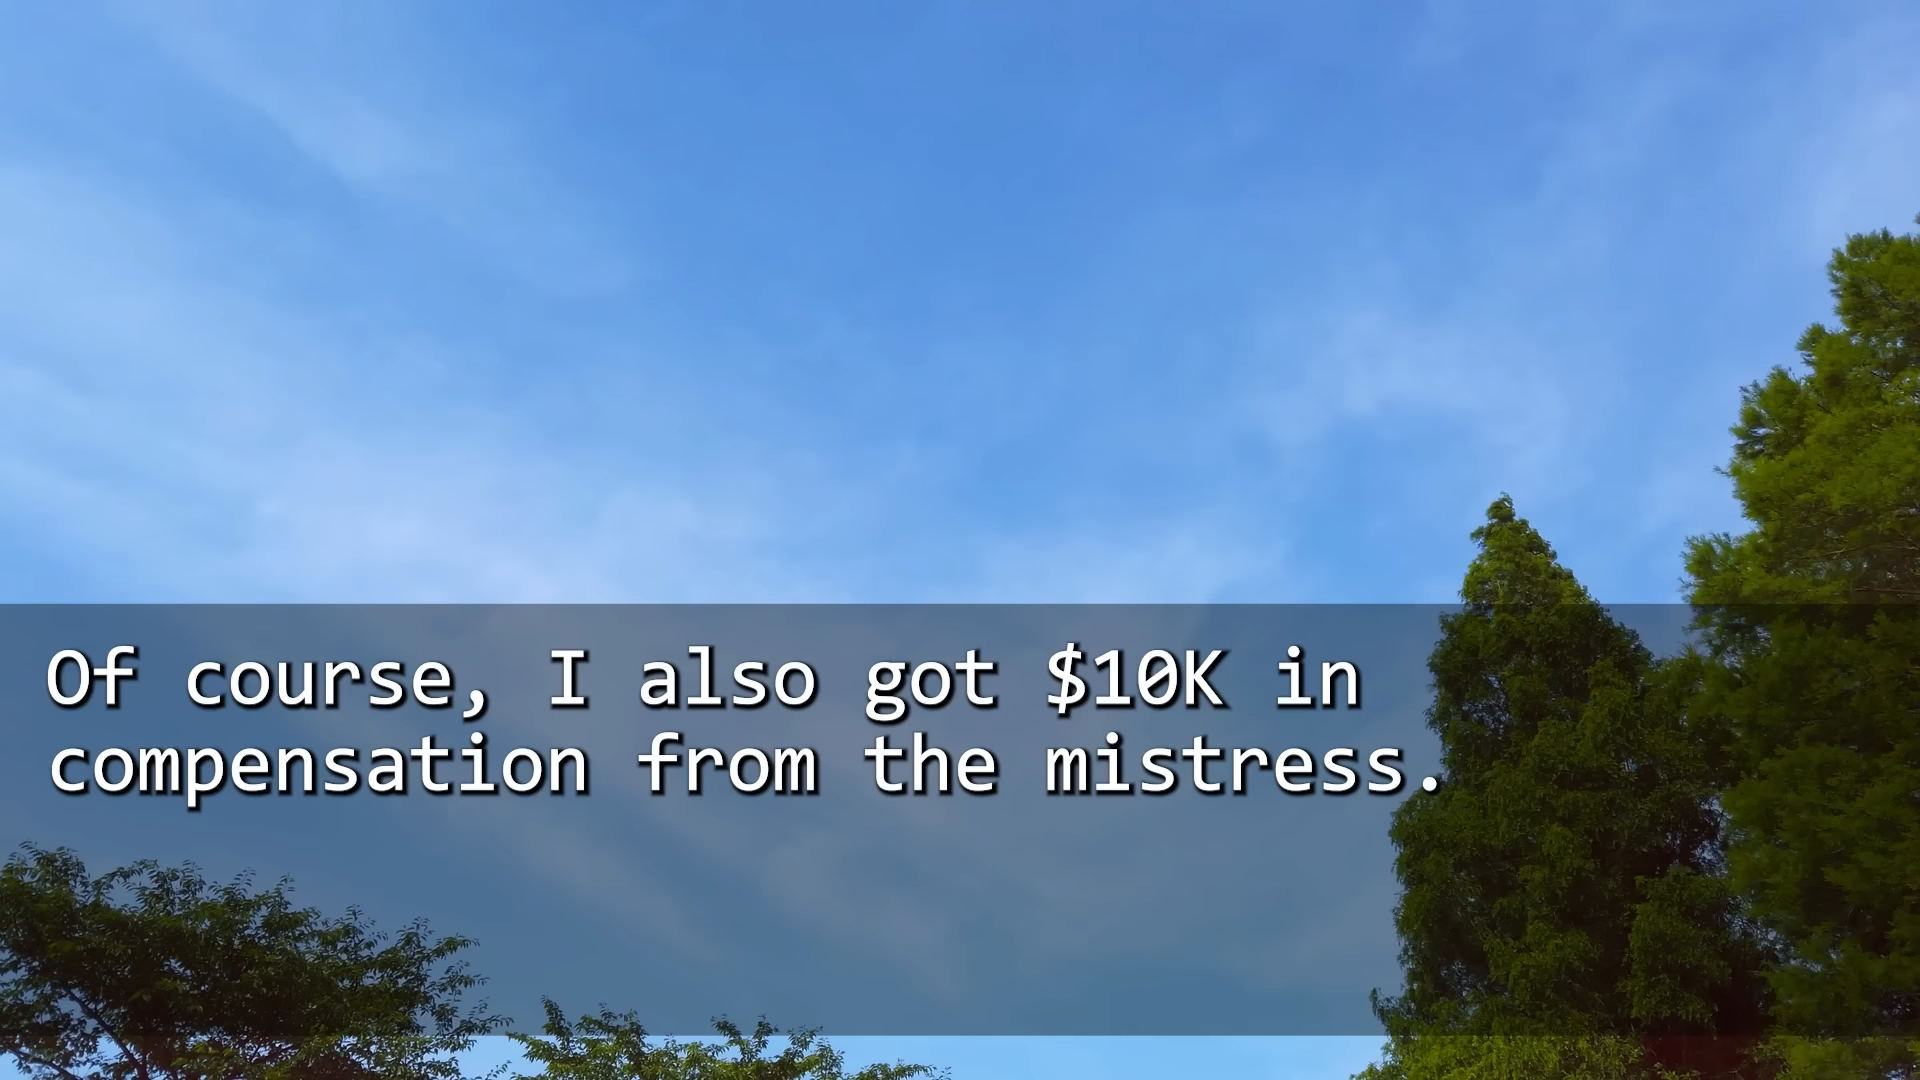 Of course, I also got $10K in
compensation from the mistress.